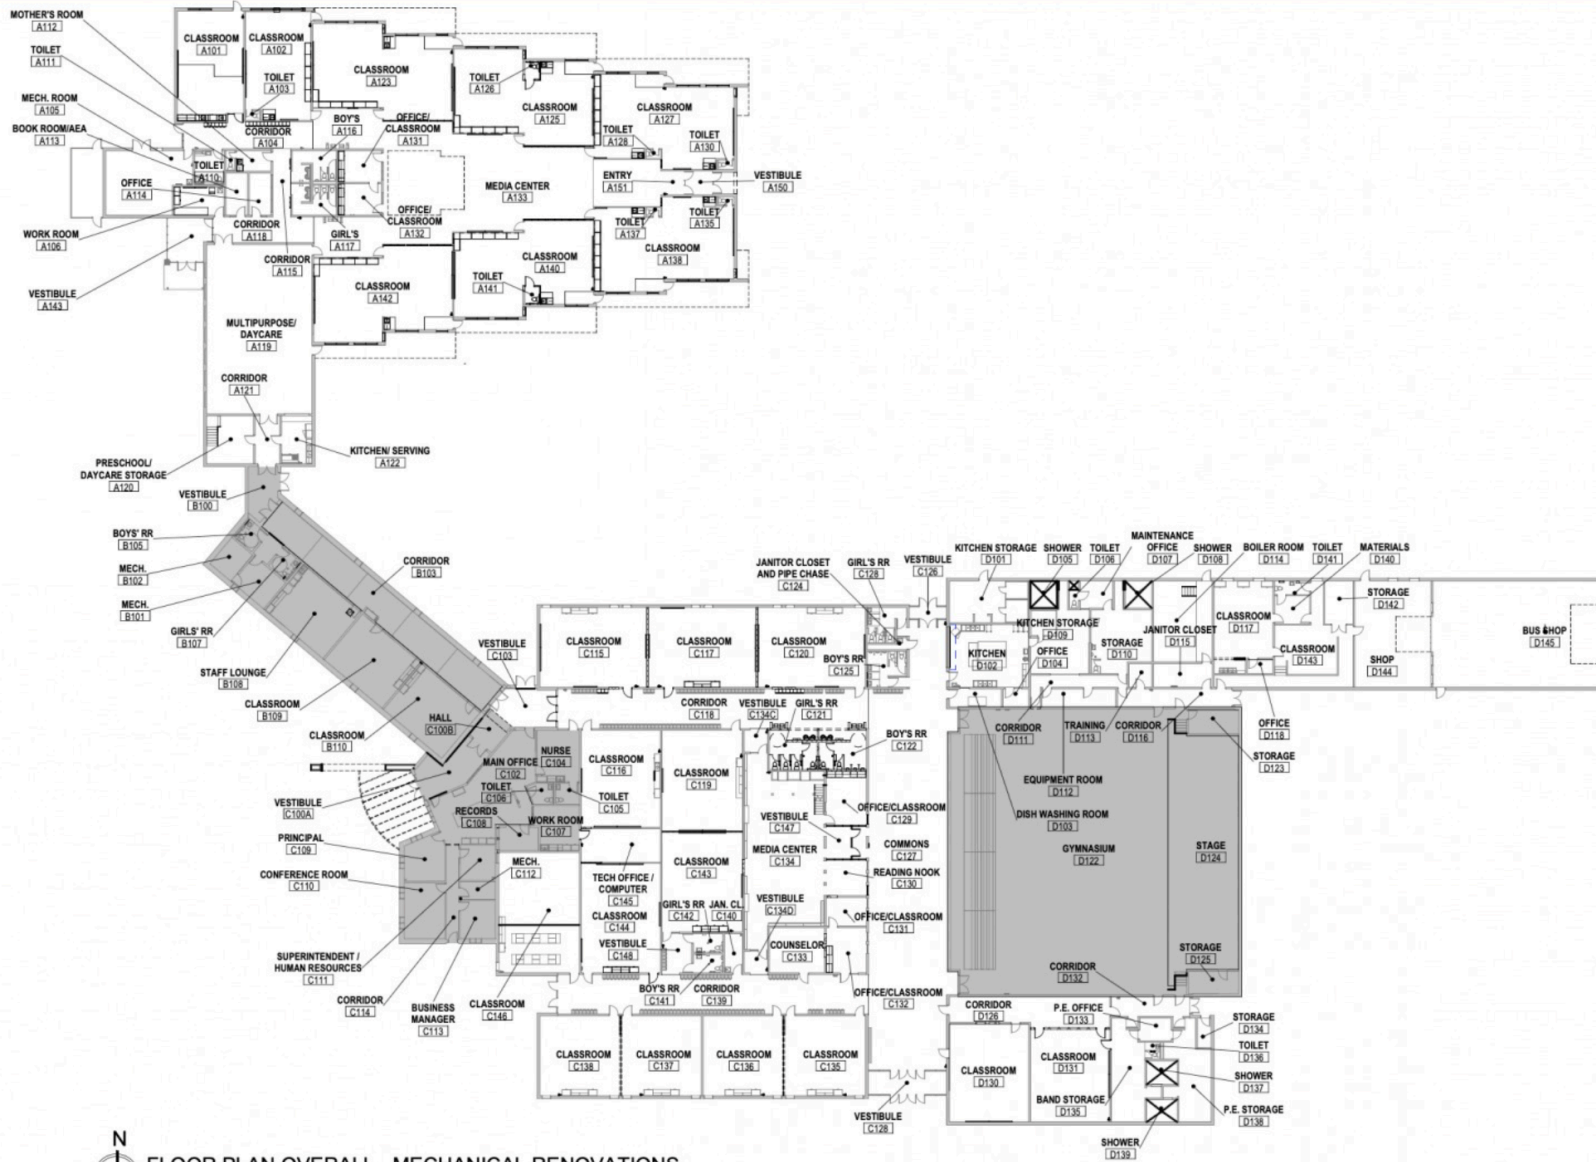 MOTHER'S ROOM
A112
TOILET
A111
MECH. ROOM
A105
BOOK ROOM/AEA
A113
CLASSROOM
A101
CLASSROOM
A102
TOILET
A103
CORRIDOR
A104
CLASSROOM
A123
BOY'S
A116
OFFICE/
CLASSROOM
A131
TOILET
A126
CLASSROOM
A125
CLASSROOM
A127
TOILET
A128
TOILET
A130
TOILET
A110
OFFICE
A114
MEDIA CENTER
A133
ENTRY
A151
VESTIBULE
A150
WORK ROOM
A106
CORRIDOR
A118
CORRIDOR
A115
GIRL'S
A117
OFFICE/
CLASSROOM
A132
TOILET
A137
TOILET
A135
CLASSROOM
A138
CLASSROOM
A140
TOILET
A141
CLASSROOM
A142
VESTIBULE
A143
MULTIPURPOSE/
DAYCARE
A119
CORRIDOR
A121
KITCHEN/ SERVING
A122
PRESCHOOL/
DAYCARE STORAGE
A120
VESTIBULE
B100
BOYS' RR
B105
MECH.
B102
MECH.
B101
GIRLS' RR
B107
STAFF LOUNGE
B108
CLASSROOM
B109
CLASSROOM
B110
CORRIDOR
B103
VESTIBULE
C103
HALL
C100B
MAIN OFFICE
C102
NURSE
C104
TOILET
C106
TOILET
C105
RECORDS
C108
WORK ROOM
C107
VESTIBULE
C100A
PRINCIPAL
C109
CONFERENCE ROOM
C110
MECH.
C112
SUPERINTENDENT /
HUMAN RESOURCES
C111
CORRIDOR
C114
BUSINESS
MANAGER
C113
CLASSROOM
C146
CLASSROOM
C115
CLASSROOM
C117
CLASSROOM
C120
JANITOR CLOSET
AND PIPE CHASE
C124
GIRL'S RR
C128
VESTIBULE
C126
BOY'S RR
C125
CORRIDOR
C118
VESTIBULE
C134C
GIRL'S RR
C121
BOY'S RR
C122
CLASSROOM
C116
CLASSROOM
C119
OFFICE/CLASSROOM
C129
VESTIBULE
C147
MEDIA CENTER
C134
COMMONS
C127
READING NOOK
C130
TECH OFFICE /
COMPUTER
C145
CLASSROOM
C143
CLASSROOM
C144
GIRL'S RR
C142
JAN. CL.
C140
VESTIBULE
C134D
OFFICE/CLASSROOM
C131
VESTIBULE
C148
COUNSELOR
C133
BOY'S RR
C141
CORRIDOR
C139
OFFICE/CLASSROOM
C132
CLASSROOM
C138
CLASSROOM
C137
CLASSROOM
C136
CLASSROOM
C135
VESTIBULE
C128
KITCHEN STORAGE
D101
SHOWER
D105
TOILET
D106
MAINTENANCE
OFFICE
D107
SHOWER
D108
BOILER ROOM
D114
TOILET
D141
MATERIALS
D140
STORAGE
D142
CLASSROOM
D117
KITCHEN STORAGE
D109
JANITOR CLOSET
D115
STORAGE
D110
KITCHEN
D102
OFFICE
D104
CLASSROOM
D143
SHOP
D144
BUS SHOP
D145
CORRIDOR
D111
TRAINING
D113
CORRIDOR
D116
OFFICE
D118
STORAGE
D123
EQUIPMENT ROOM
D112
DISH WASHING ROOM
D103
GYMNASIUM
D122
STAGE
D124
STORAGE
D125
CORRIDOR
D132
CORRIDOR
D126
P.E. OFFICE
D133
STORAGE
D134
TOILET
D136
SHOWER
D137
P.E. STORAGE
D138
CLASSROOM
D130
CLASSROOM
D131
BAND STORAGE
D135
SHOWER
D139
N
FLOOR PLAN OVERALL - MECHANICAL RENOVATIONS